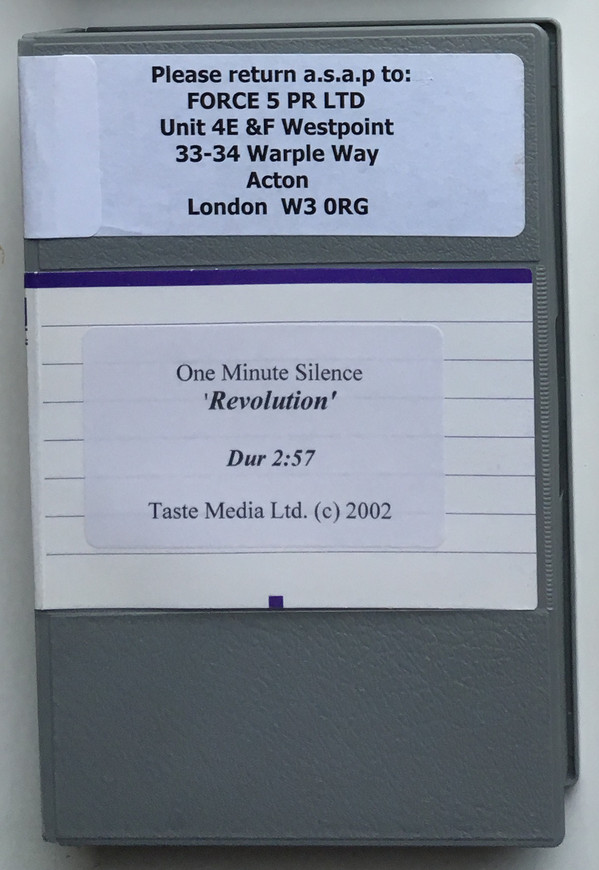 Please return a.s.a.p to:
FORCE 5 PR LTD
Unit 4E &F Westpoint
33-34 Warple Way
Acton
London  W3 0RG
One Minute Silence
'Revolution'
Dur 2:57
Taste Media Ltd. (c) 2002